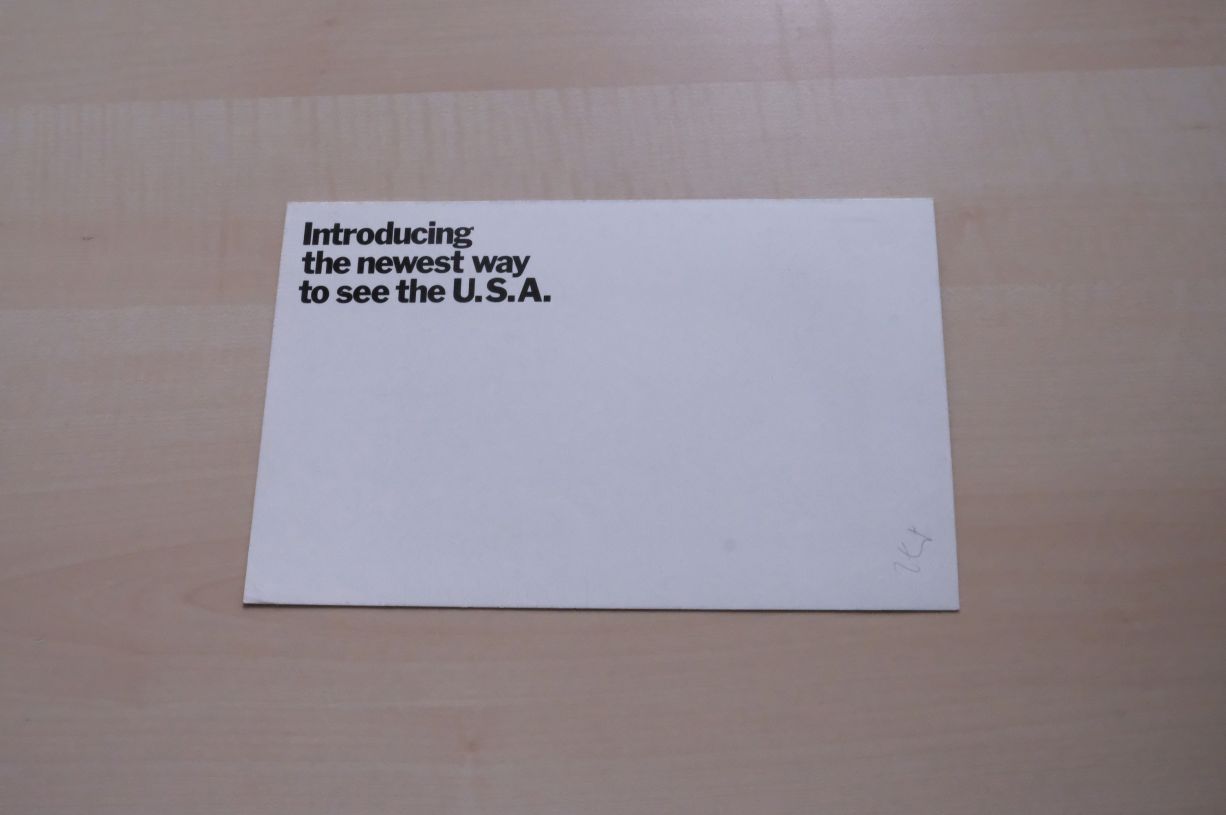 Introducing
the newest way
to see the U.S.A.